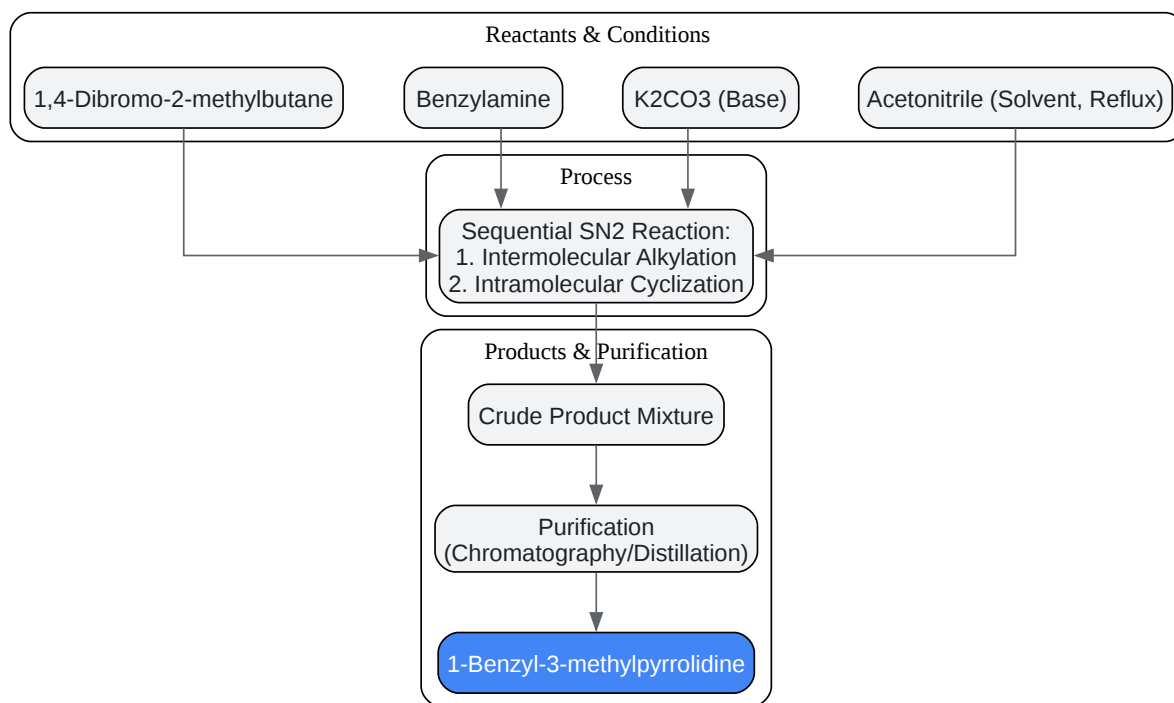 Reactants & Conditions
1,4-Dibromo-2-methylbutane
Benzylamine
K2CO3 (Base)
Acetonitrile (Solvent, Reflux)
Process
Sequential SN2 Reaction:
1. Intermolecular Alkylation
2. Intramolecular Cyclization
Products & Purification
Crude Product Mixture
Purification
(Chromatography/Distillation)
1-Benzyl-3-methylpyrrolidine